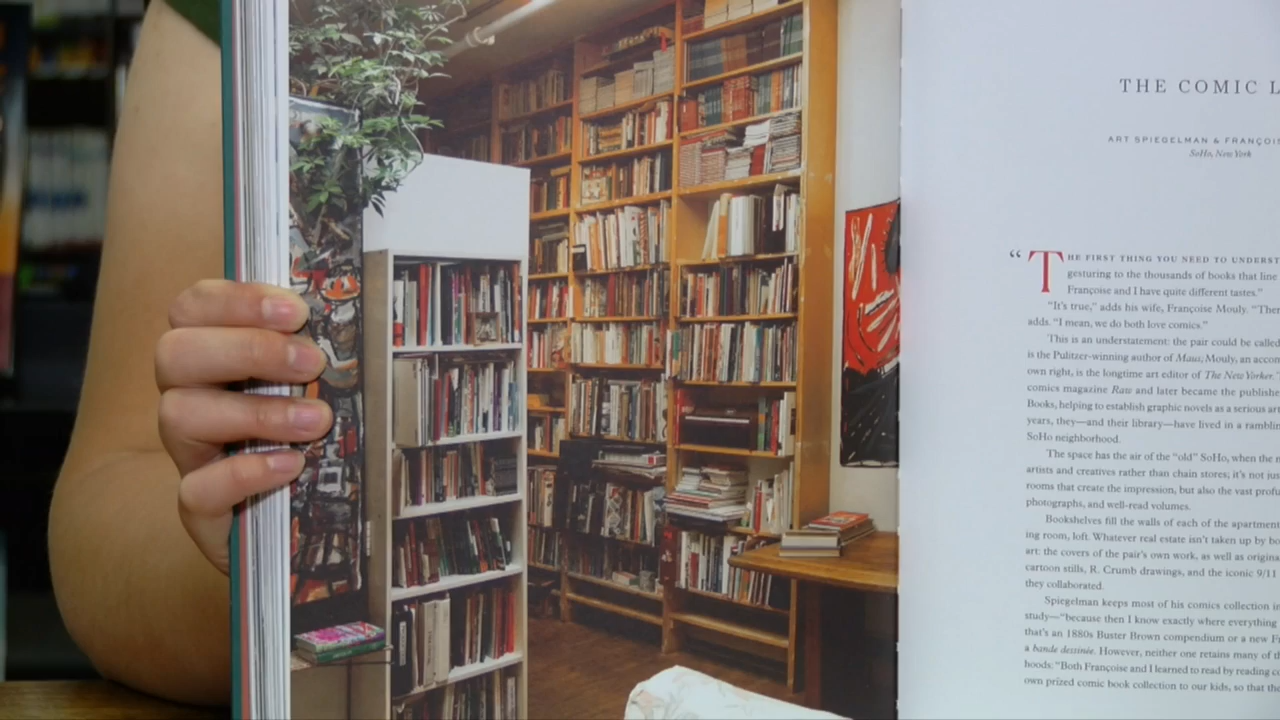 THE COMIC L
ART SPIEGELMAN & FRANÇOIS
SoHo, New York
“THE FIRST THING YOU NEED TO UNDERST
gesturing to the thousands of books that line
Françoise and I have quite different tastes.”
“It’s true,” adds his wife, Françoise Mouly. “Ther
adds. “I mean, we do both love comics.”
This is an understatement: the pair could be called
is the Pulitzer-winning author of Maus; Mouly, an accom
own right, is the longtime art editor of The New Yorker.
comics magazine Raw and later became the publishe
Books, helping to establish graphic novels as a serious ar
years, they—and their library—have lived in a ramblin
SoHo neighborhood.
The space has the air of the “old” SoHo, when the n
artists and creatives rather than chain stores; it’s not jus
rooms that create the impression, but also the vast profu
photographs, and well-read volumes.
Bookshelves fill the walls of each of the apartment
ing room, loft. Whatever real estate isn’t taken up by bo
art: the covers of the pair’s own work, as well as origina
cartoon stills, R. Crumb drawings, and the iconic 9/11
they collaborated.
Spiegelman keeps most of his comics collection in
study—“because then I know exactly where everything
that’s an 1880s Buster Brown compendium or a new Fr
a bande dessinée. However, neither one retains many of th
hoods: “Both Françoise and I learned to read by reading co
own prized comic book collection to our kids, so that the